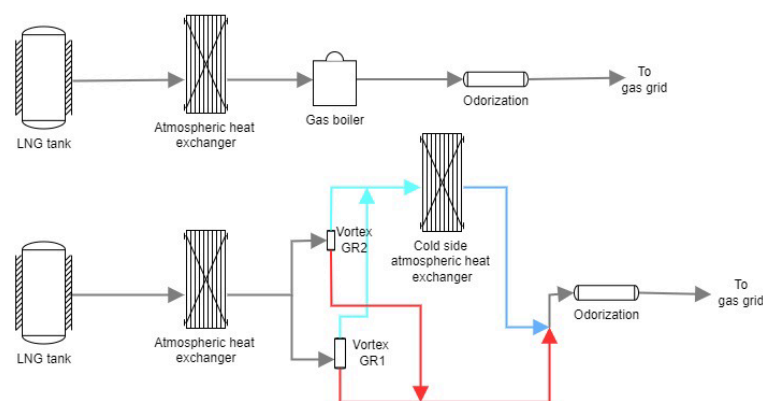 LNG tank
Atmospheric heat
exchanger
Gas boiler
Odorization
To
gas grid
LNG tank
Atmospheric heat
exchanger
Vortex
GR2
Vortex
GR1
Cold side
atmospheric heat
exchanger
Odorization
To
gas grid